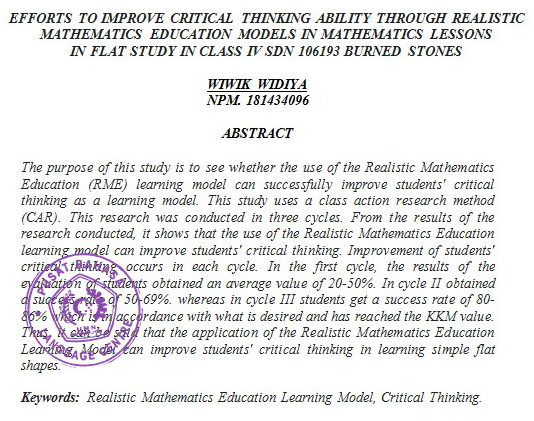 EFFORTS TO IMPROVE CRITICAL THINKING ABILITY THROUGH REALISTIC
MATHEMATICS EDUCATION MODELS IN MATHEMATICS LESSONS
IN FLAT STUDY IN CLASS IV SDN 106193 BURNED STONES
WIWIK WIDIYA
NPM. 181434096
ABSTRACT
The purpose of this study is to see whether the use of the Realistic Mathematics
Education (RME) learning model can successfully improve students' critical
thinking as a learning model. This study uses a class action research method
(CAR). This research was conducted in three cycles. From the results of the
research conducted, it shows that the use of the Realistic Mathematics Education
learning model can improve students' critical thinking. Improvement of students'
critical thinking occurs in each cycle. In the first cycle, the results of the
evaluation of students obtained an average value of 20-50%. In cycle II obtained
a success rate of 50-69%. whereas in cycle III students get a success rate of 80-
86% which is in accordance with what is desired and has reached the KKM value.
Thus, it can be said that the application of the Realistic Mathematics Education
Learning Model can improve students' critical thinking in learning simple flat
shapes.
Keywords: Realistic Mathematics Education Learning Model, Critical Thinking.
PUSAT BAHASA
LANGUAGE CENTRE